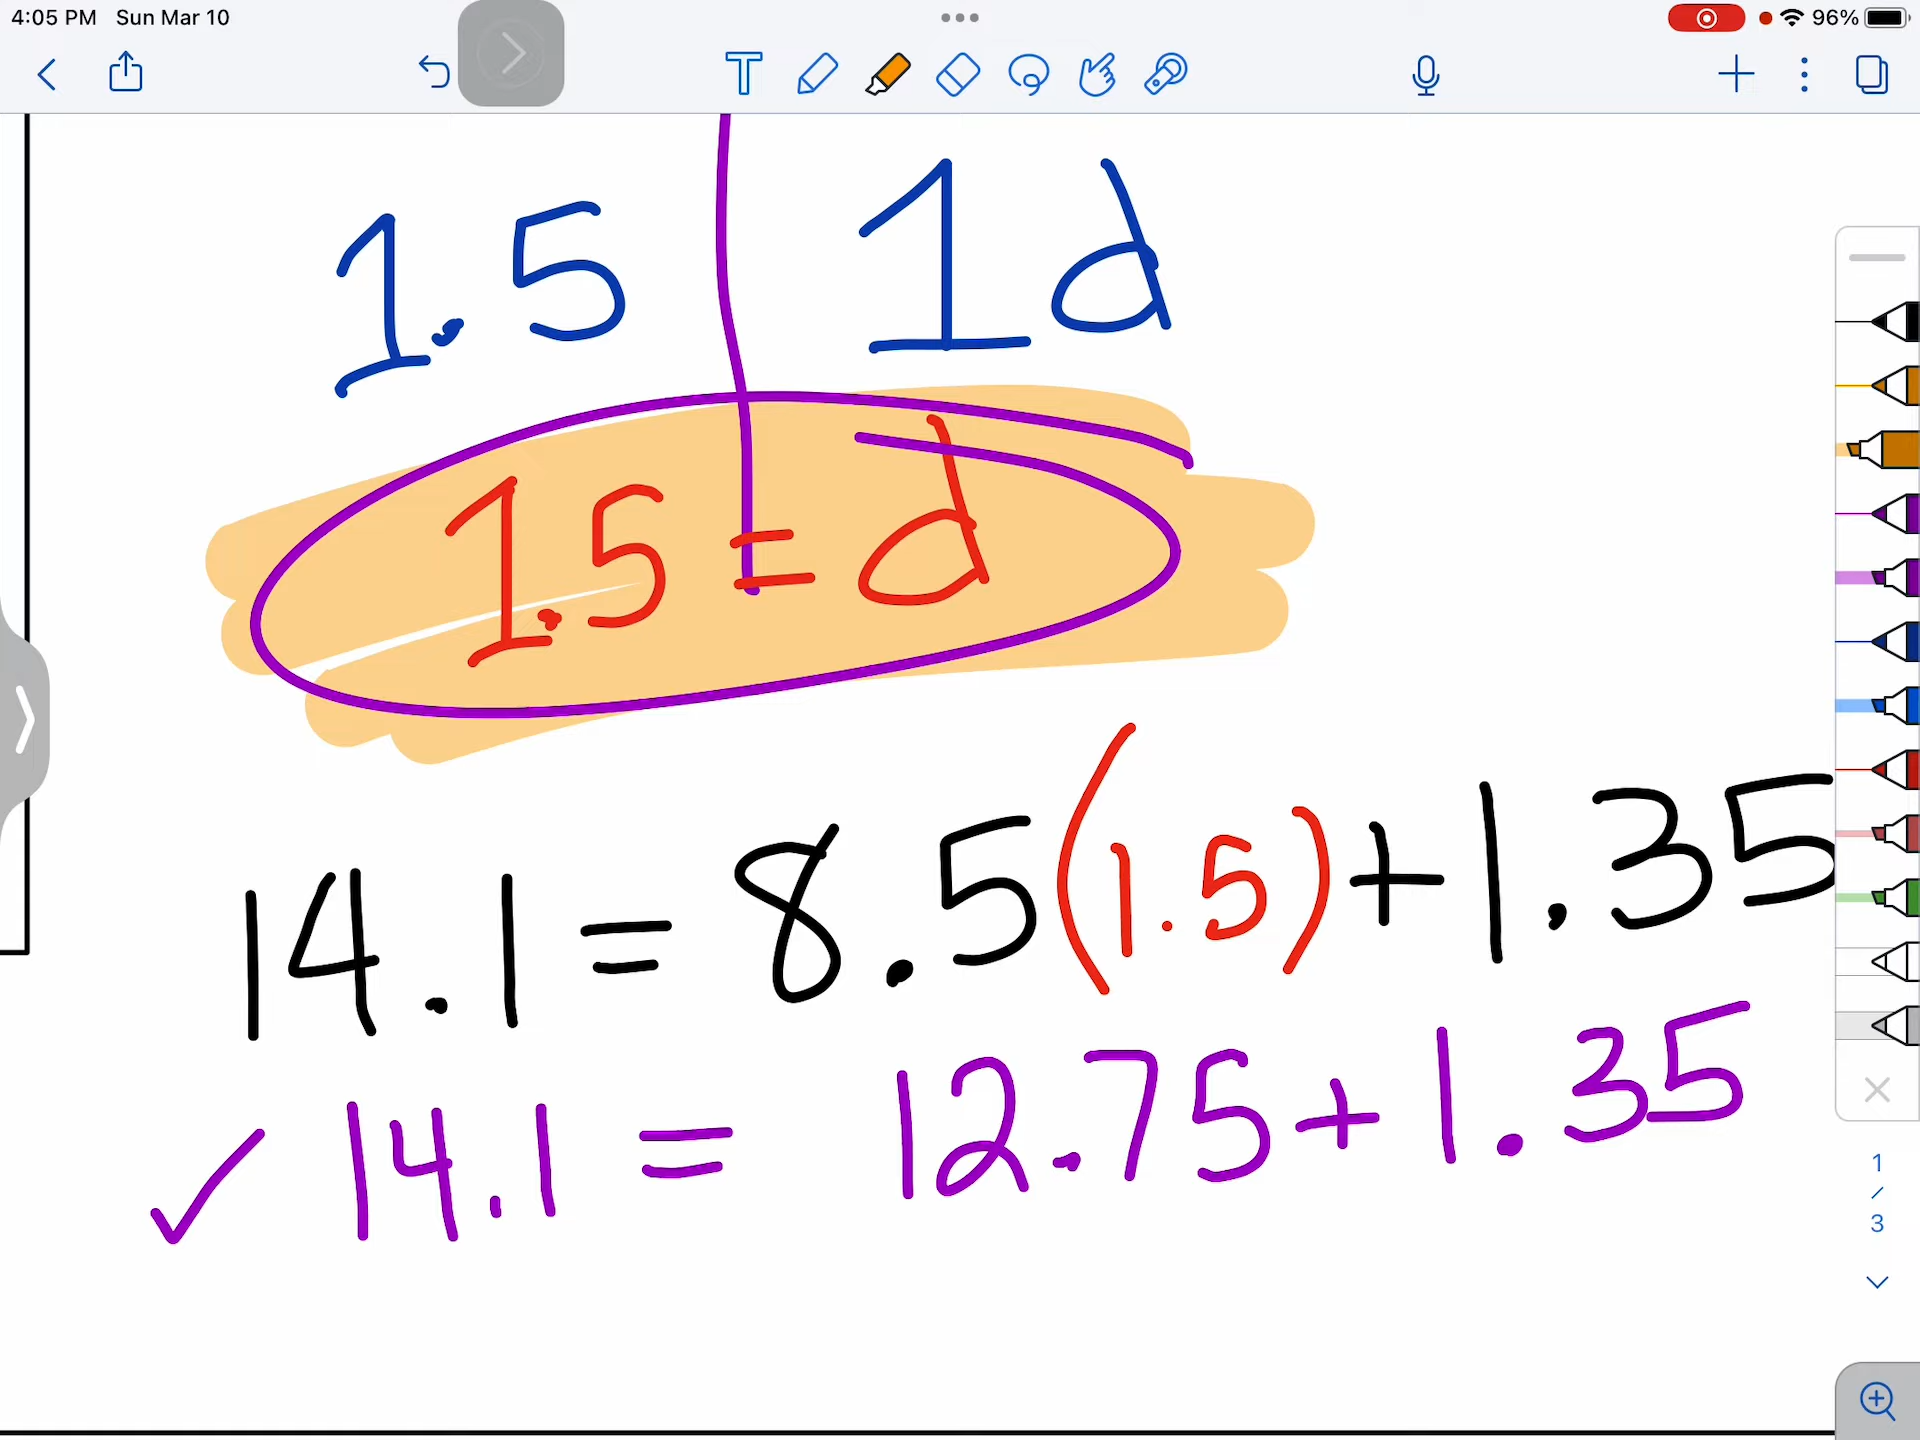 4:05 PM Sun Mar 10
96%
T
1.5 1d
1.5 = d
14.1 = 8.5(1.5) + 1.35
✓ 14.1 = 12.75 + 1.35
1
/
3